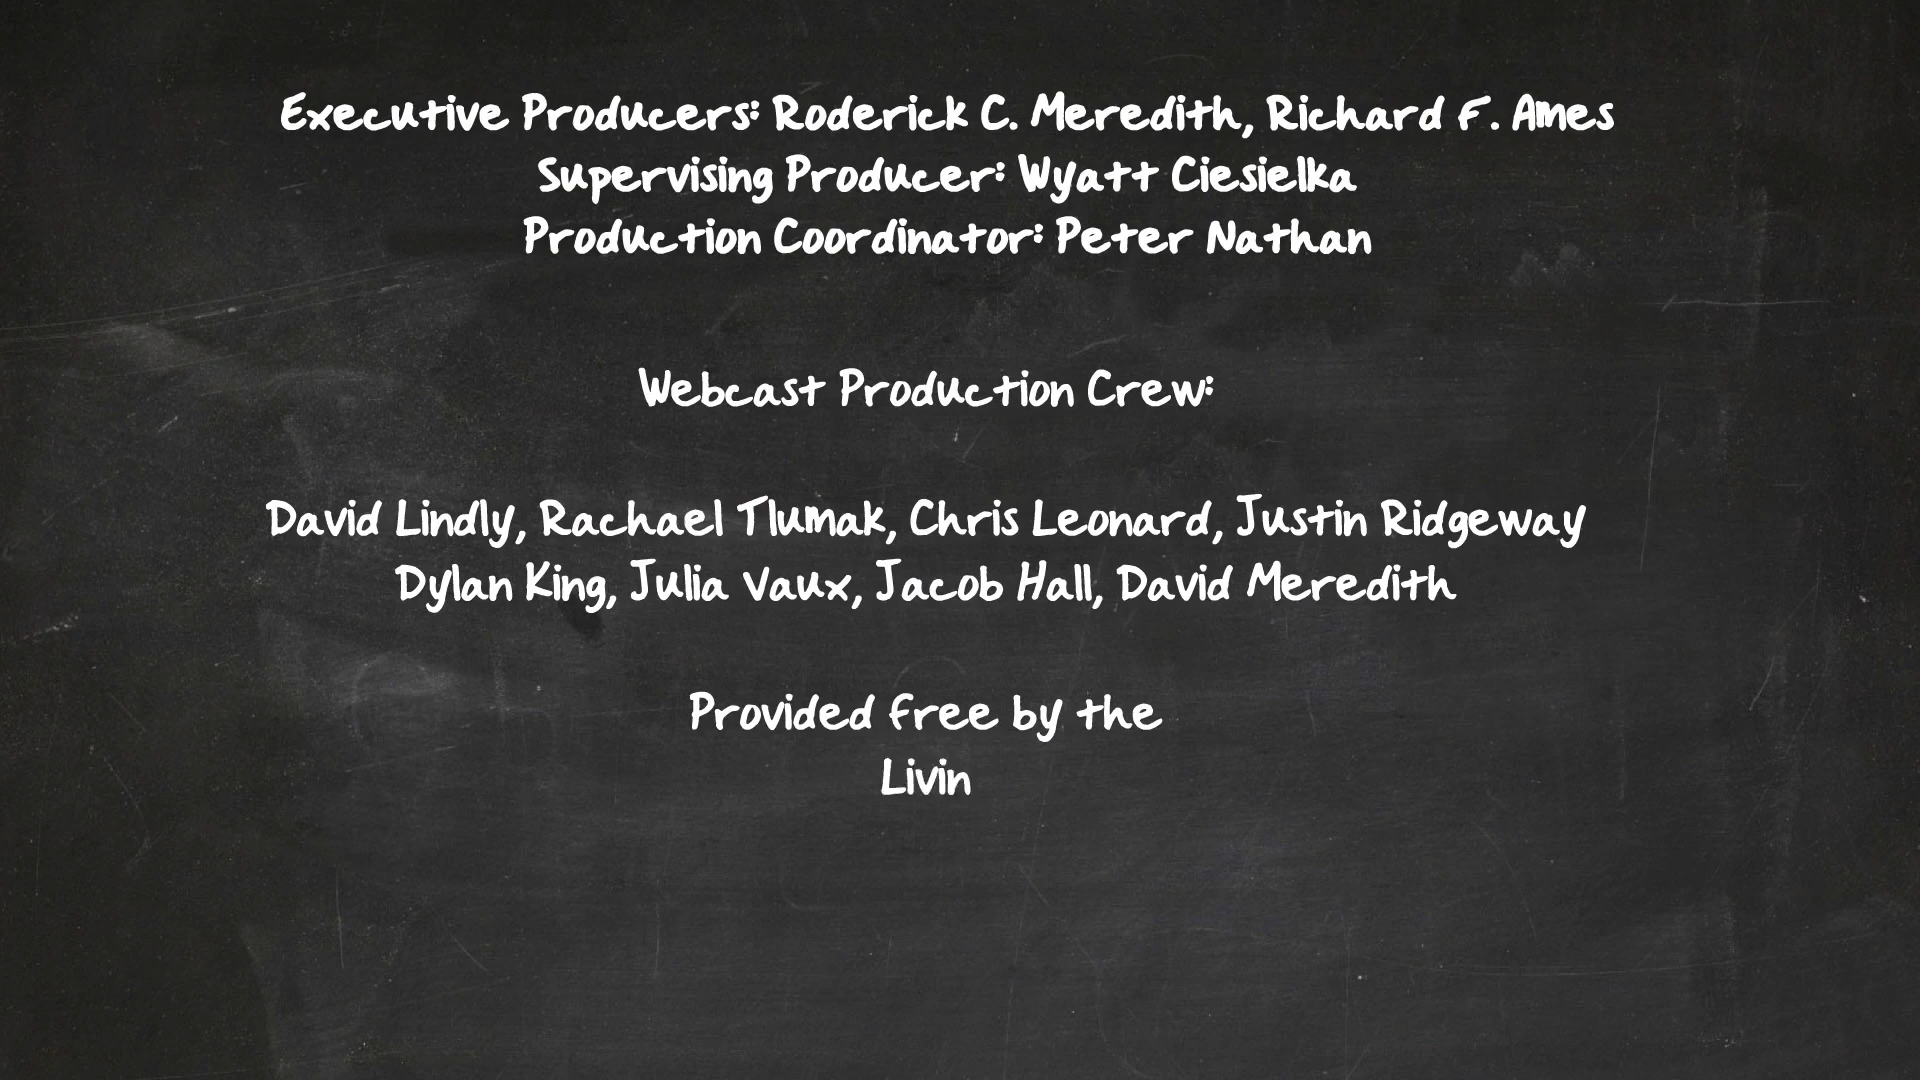 Executive Producers: Roderick C. Meredith, Richard F. Ames
Supervising Producer: Wyatt Ciesielka
Production Coordinator: Peter Nathan
Webcast Production Crew:
David Lindly, Rachael Tlumak, Chris Leonard, Justin Ridgeway
Dylan King, Julia Vaux, Jacob Hall, David Meredith
Provided free by the
Livin